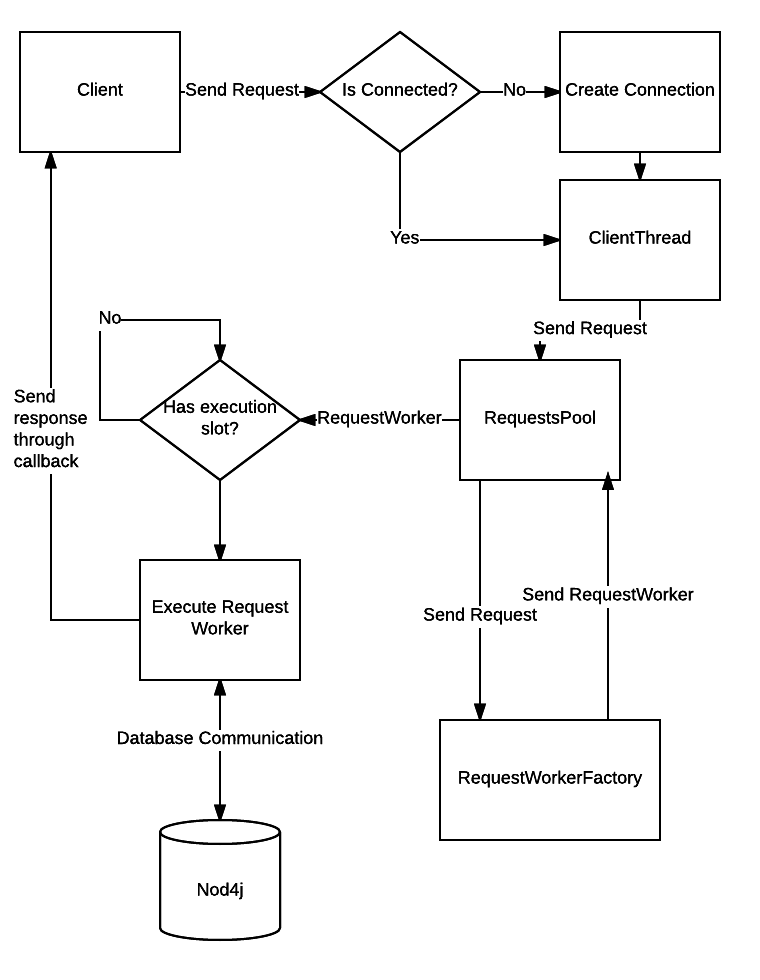 Client
Send Request
Is Connected?
No
Create Connection
Yes
ClientThread
Send Request
No
Has execution
slot?
RequestWorker
RequestsPool
Send
response
through
callback
Execute Request
Worker
Send Request
Send RequestWorker
Database Communication
RequestWorkerFactory
Nod4j